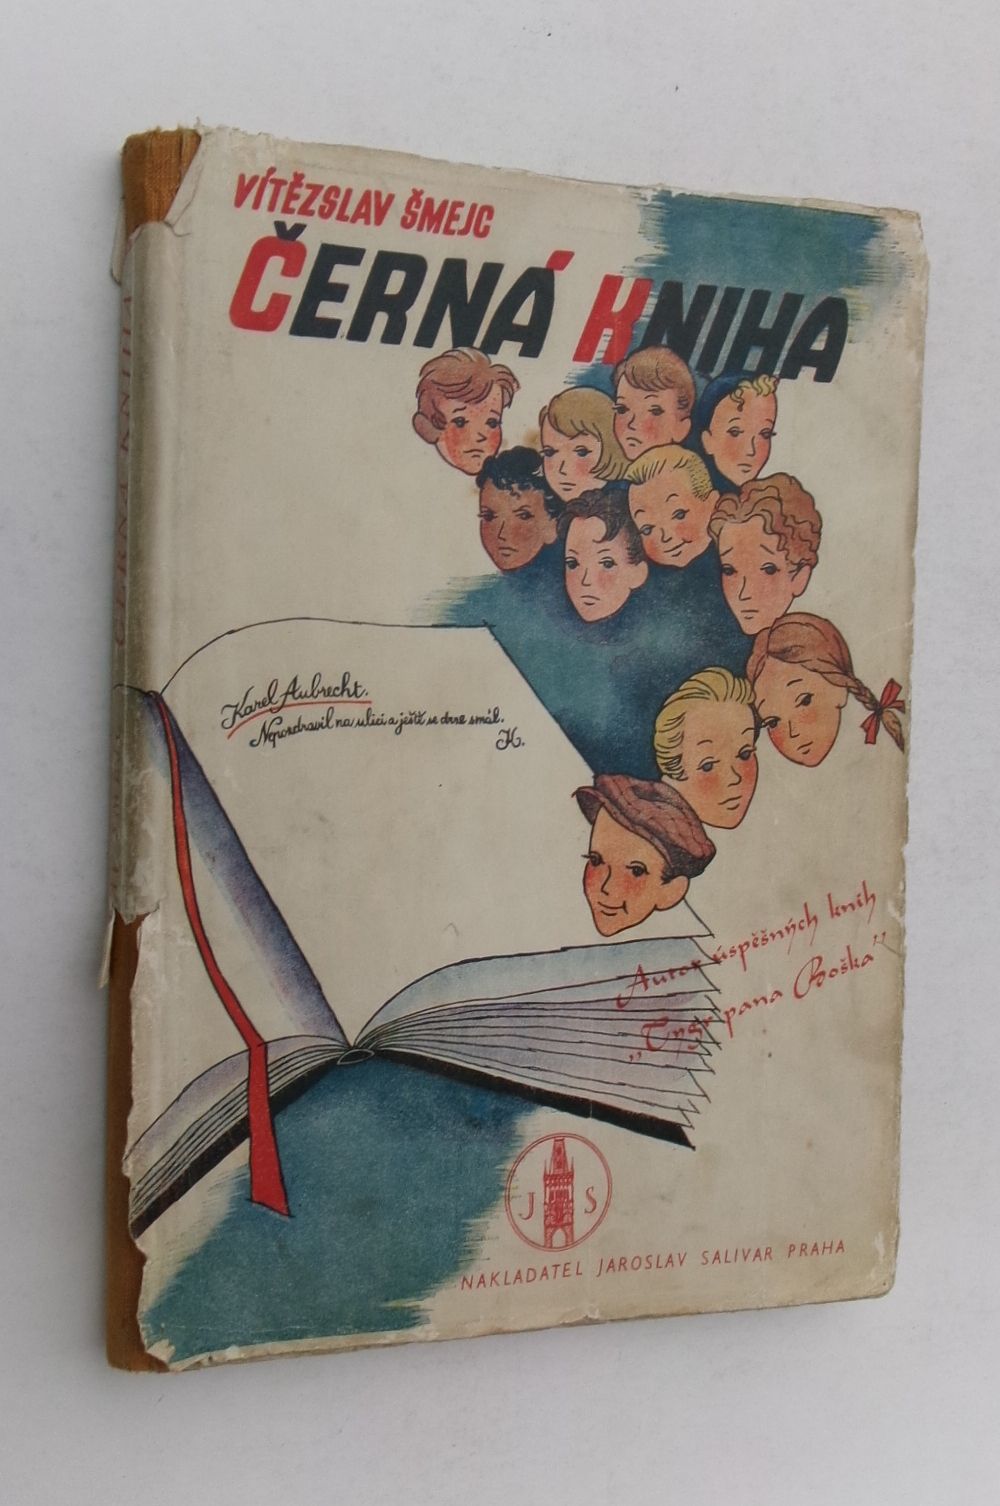 VÍTĚZSLAV ŠMEJC
ČERNÁ KNIHA
Karel Aubrecht.
Nepozdravil na ulici a ještě se drze smál.
K.
Autor úspěšných knih
„Trygr pana Boška"
J S
NAKLADATEL JAROSLAV SALIVAR PRAHA
ČERNÁ KNIHA